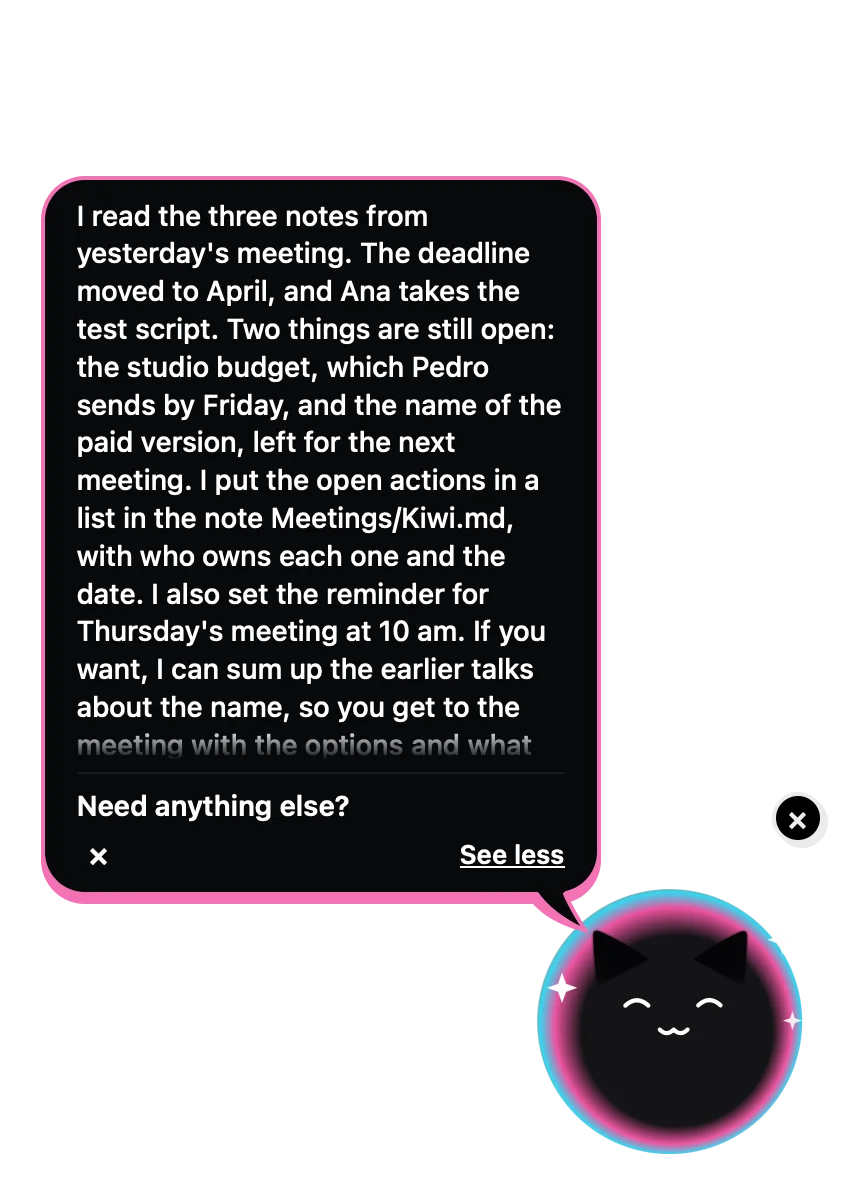 I read the three notes from
yesterday's meeting. The deadline
moved to April, and Ana takes the
test script. Two things are still open:
the studio budget, which Pedro
sends by Friday, and the name of the
paid version, left for the next
meeting. I put the open actions in a
list in the note Meetings/Kiwi.md,
with who owns each one and the
date. I also set the reminder for
Thursday's meeting at 10 am. If you
want, I can sum up the earlier talks
about the name, so you get to the
meeting with the options and what
Need anything else?
See less